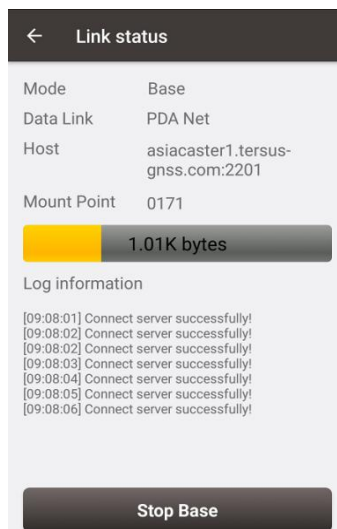 Link status
Mode Base
Data Link PDA Net
Host asiacaster1.tersus-
gnss.com:2201
Mount Point 0171
1.01K bytes
Log information
[09:08:01] Connect server successfully!
[09:08:02] Connect server successfully!
[09:08:02] Connect server successfully!
[09:08:03] Connect server successfully!
[09:08:04] Connect server successfully!
[09:08:05] Connect server successfully!
[09:08:06] Connect server successfully!
Stop Base